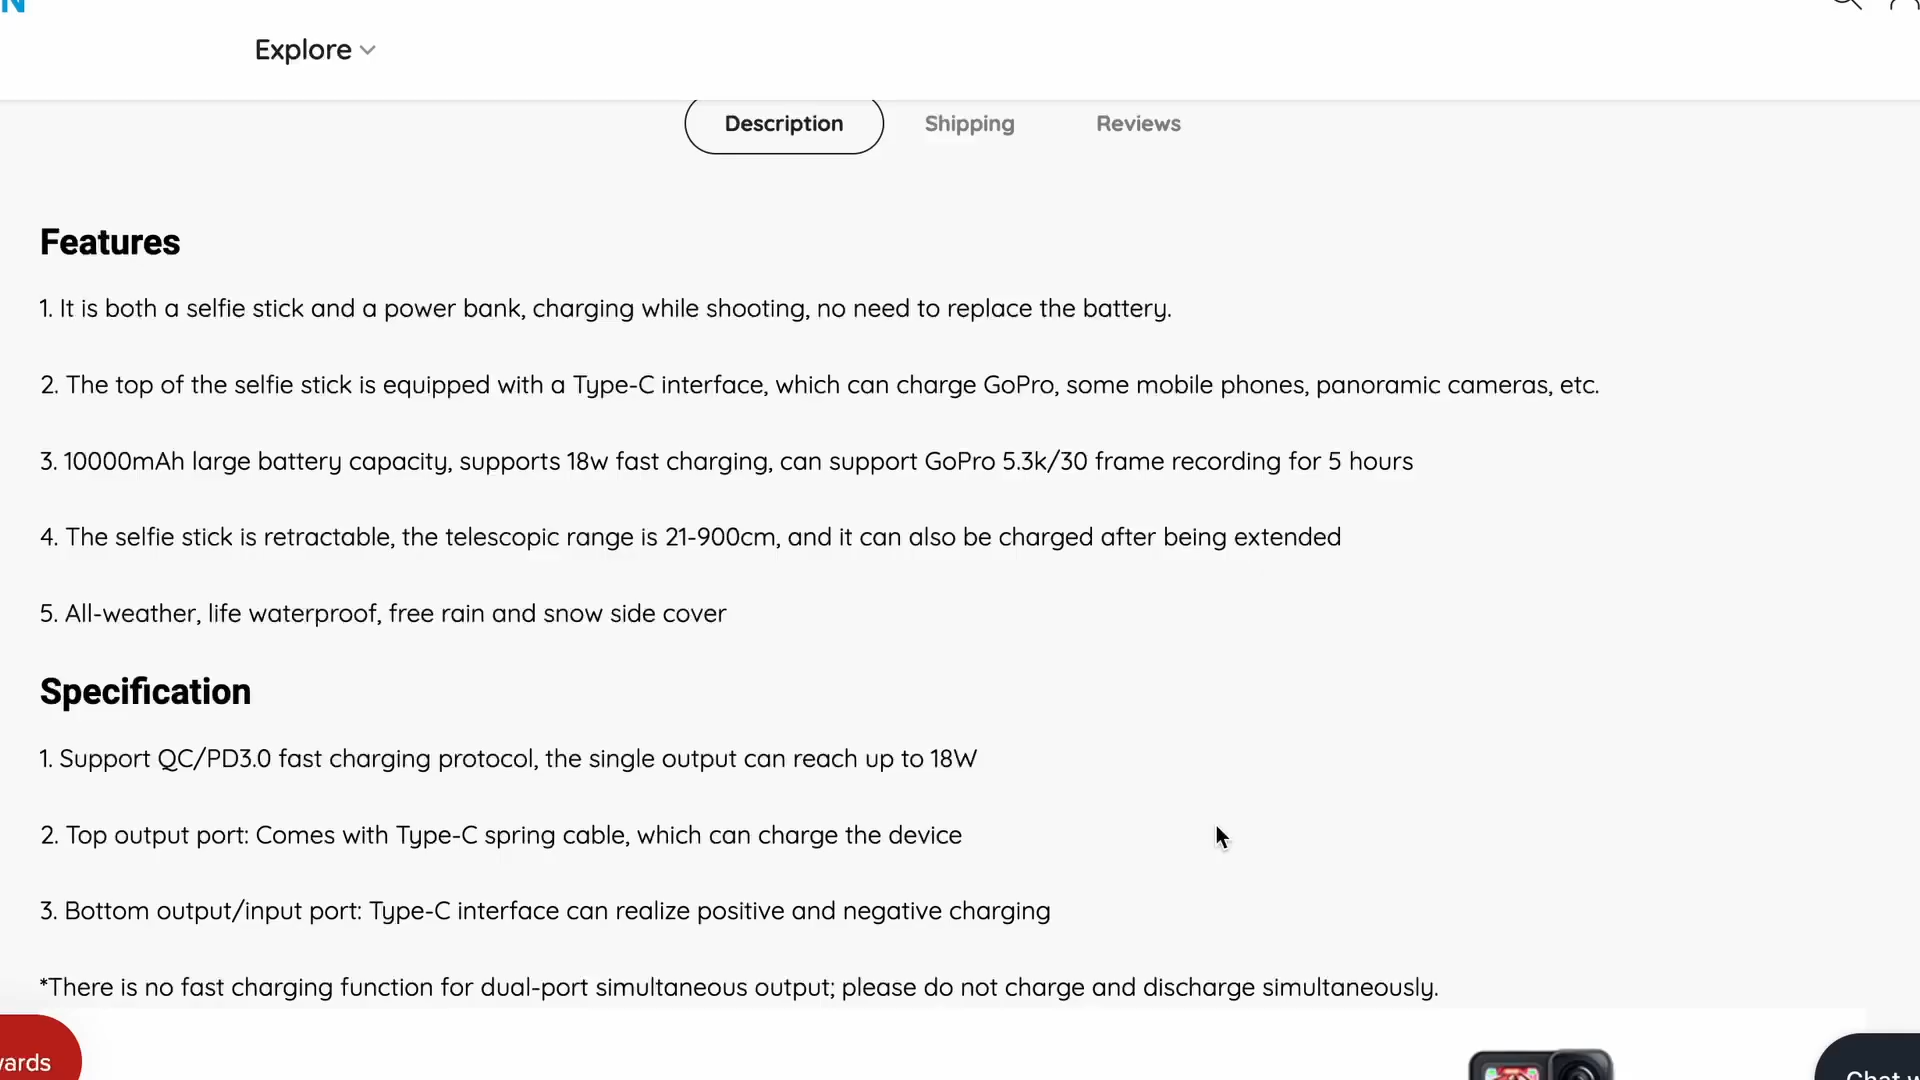 N
Explore
Description Shipping Reviews
Features
1. It is both a selfie stick and a power bank, charging while shooting, no need to replace the battery.
2. The top of the selfie stick is equipped with a Type-C interface, which can charge GoPro, some mobile phones, panoramic cameras, etc.
3. 10000mAh large battery capacity, supports 18w fast charging, can support GoPro 5.3k/30 frame recording for 5 hours
4. The selfie stick is retractable, the telescopic range is 21-900cm, and it can also be charged after being extended
5. All-weather, life waterproof, free rain and snow side cover
Specification
1. Support QC/PD3.0 fast charging protocol, the single output can reach up to 18W
2. Top output port: Comes with Type-C spring cable, which can charge the device
3. Bottom output/input port: Type-C interface can realize positive and negative charging
*There is no fast charging function for dual-port simultaneous output; please do not charge and discharge simultaneously.
wards
Chat w